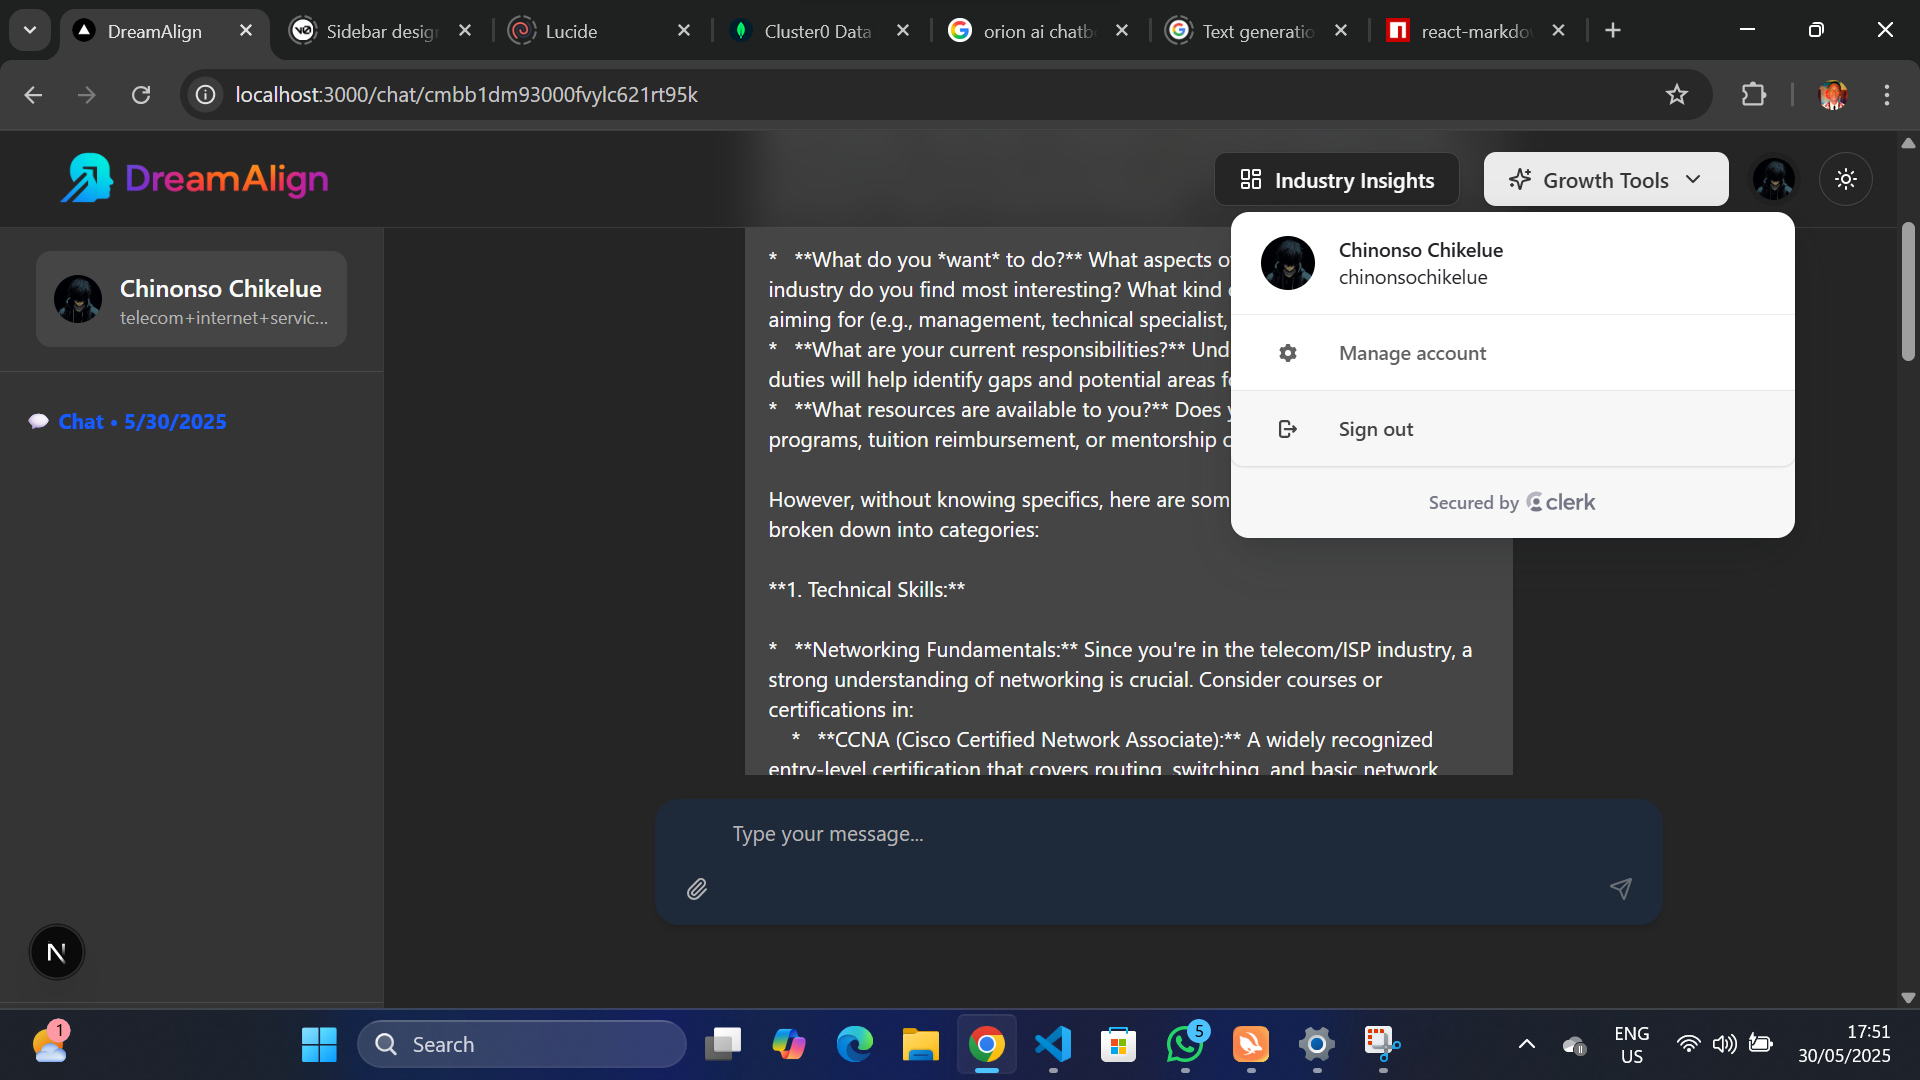 DreamAlign
Sidebar design
Lucide
Cluster0 Data
orion ai chatb
Text generatio
react-markdo
localhost:3000/chat/cmbb1dm93000fvylc621rt95k
DreamAlign
Industry Insights
Growth Tools
Chinonso Chikelue
telecom+internet+servic...
Chat • 5/30/2025
Chinonso Chikelue
chinonsochikelue
Manage account
Sign out
Secured by clerk
* **What do you *want* to do?** What aspects o
industry do you find most interesting? What kind
aiming for (e.g., management, technical specialist,
* **What are your current responsibilities?** Und
duties will help identify gaps and potential areas f
* **What resources are available to you?** Does y
programs, tuition reimbursement, or mentorship
However, without knowing specifics, here are som
broken down into categories:
**1. Technical Skills:**
* **Networking Fundamentals:** Since you're in the telecom/ISP industry, a
strong understanding of networking is crucial. Consider courses or
certifications in:
* **CCNA (Cisco Certified Network Associate):** A widely recognized
entry-level certification that covers routing, switching, and basic network
Type your message...
N
1
Search
5
ENG
US
17:51
30/05/2025